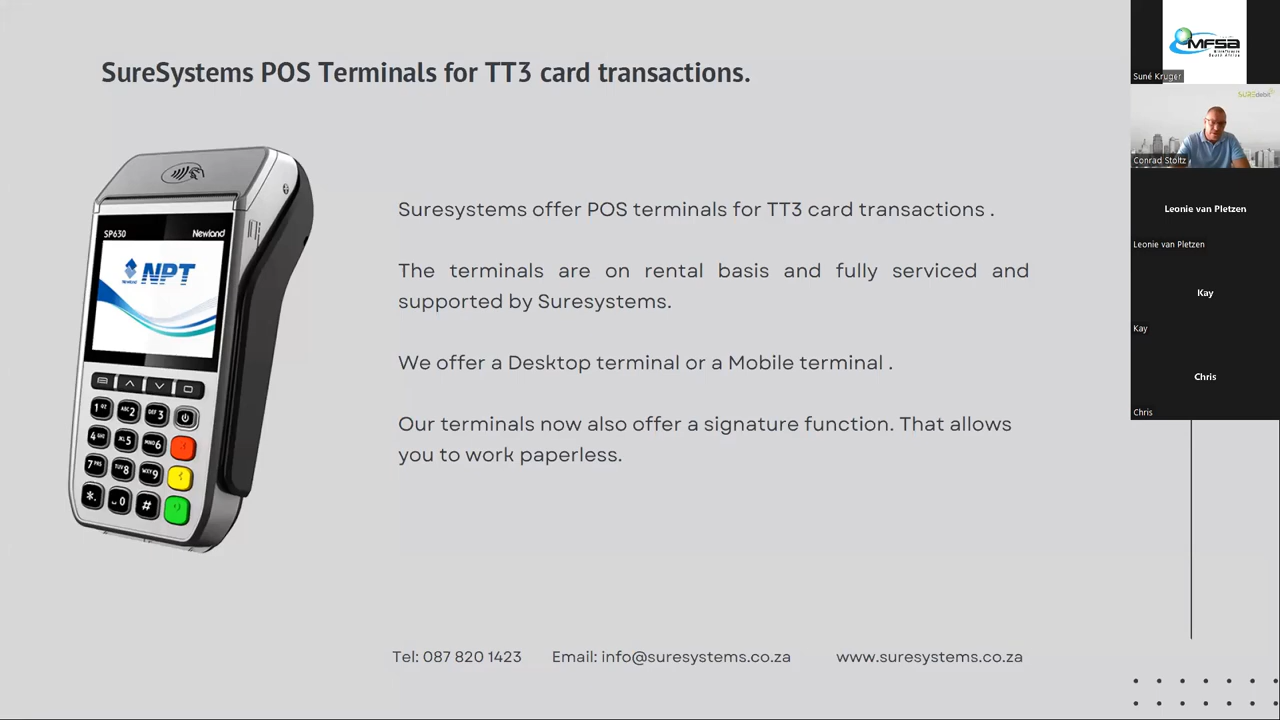 SureSystems POS Terminals for TT3 card transactions.
SP630
Newland
NPT
Suresystems offer POS terminals for TT3 card transactions .
The terminals are on rental basis and fully serviced and
supported by Suresystems.
We offer a Desktop terminal or a Mobile terminal .
Our terminals now also offer a signature function. That allows
you to work paperless.
Tel: 087 820 1423 Email: info@suresystems.co.za www.suresystems.co.za
MFSA
Suné Kruger
SUREdebit
Conrad Stoltz
Leonie van Pletzen
Leonie van Pletzen
Kay
Kay
Chris
Chris